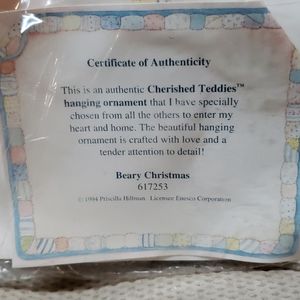 Certificate of Authenticity
This is an authentic Cherished Teddies™
hanging ornament that I have specially
chosen from all the others to enter my
heart and home. The beautiful hanging
ornament is crafted with love and a
tender attention to detail!
Beary Christmas
617253
© 1994 Priscilla Hillman Licensee Enesco Corporation